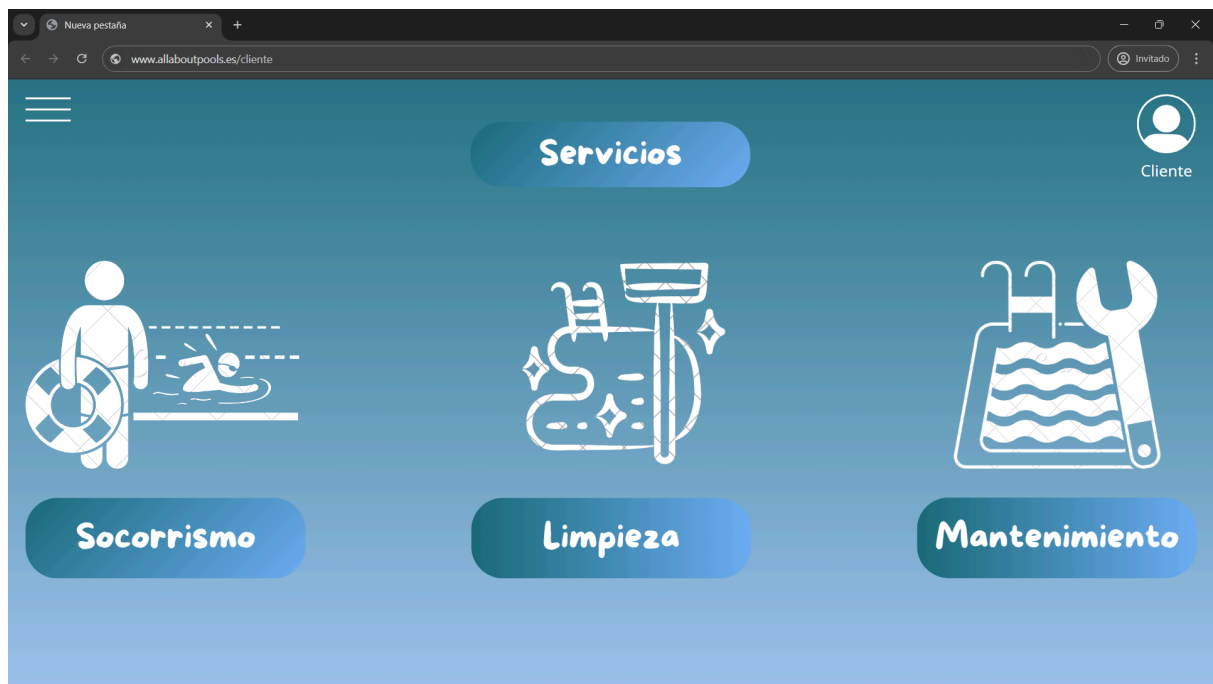 Nueva pestaña
www.allaboutpools.es/cliente
Invitado
Servicios
Cliente
Socorrismo
Limpieza
Mantenimiento